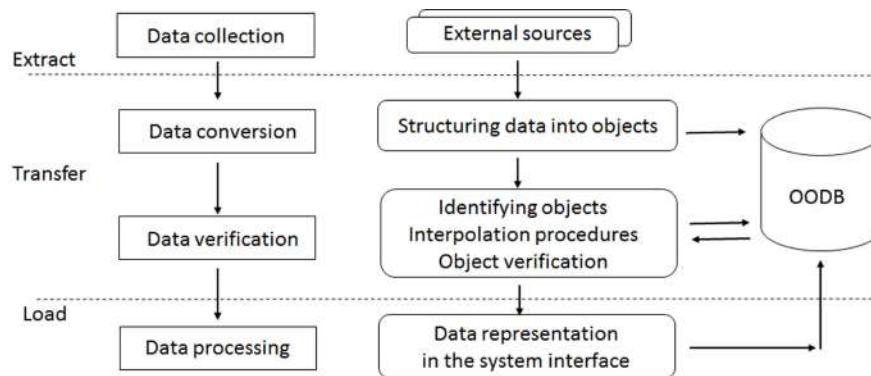 Data collection
External sources
Extract
Data conversion
Structuring data into objects
Transfer
Identifying objects
Interpolation procedures
Object verification
OODB
Data verification
Load
Data processing
Data representation
in the system interface